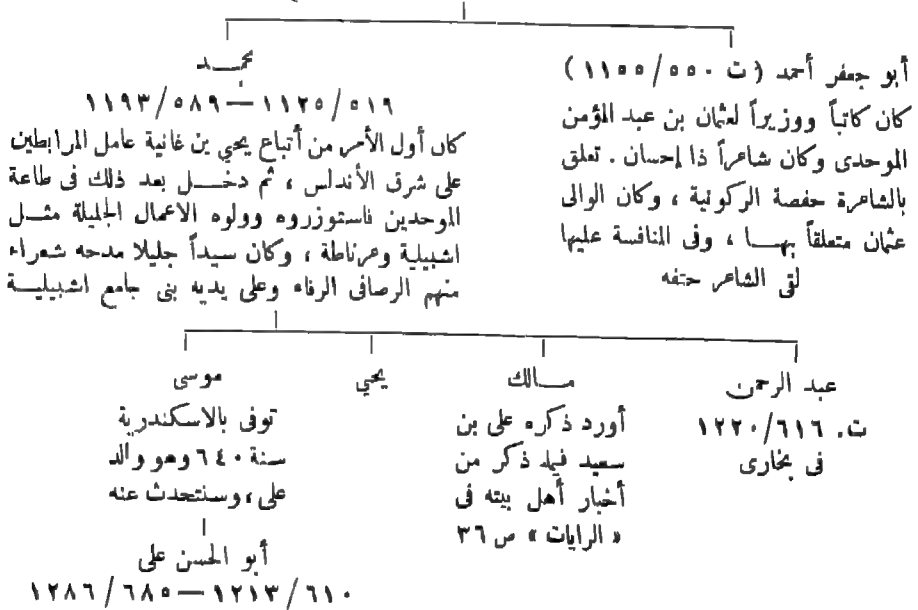 أبو جعفر أحمد ( ت ٥٥٠ / ١١٥٥ )
كان كاتباً ووزيراً لعثمان بن عبد المؤمن
الموحدى وكان شاعراً ذا إحسان . تعلق
بالشاعرة حفصة الركونية ، وكان الوالى
عثمان متعلقاً بهـا ، وفى المنافسة عليها
لقى الشاعر حتفه
محمد
٥١٩ / ١١٢٥ — ٥٨٩ / ١١٩٣
كان أول الأمر من أتباع يحيي بن غانية عامل المرابطين
على شرق الأندلس ، ثم دخل بعد ذلك فى طاعة
الموحدين فاستوزروه وولوه الاعمال الجليلة مثل
اشبيلية وغرناطة ، وكان سيداً جليلا مدحه شعراء
منهم الرصافى الرفاء وعلى يديه بنى جامع اشبيلية
عبد الرحمن
ت. ٦١٦ / ١٢٢٠
فى بخارى
مالك
أورد ذكره على بن
سعيد فيما ذكر من
أخبار أهل بيته فى
« الرايات » ص ٣٦
يحيي
موسى
توفى بالاسكندرية
سنة ٦٤٠ وهو والد
على ، وسنتحدث عنه
أبو الحسن على
٦١٠ / ١٢١٣ — ٦٨٥ / ١٢٨٦